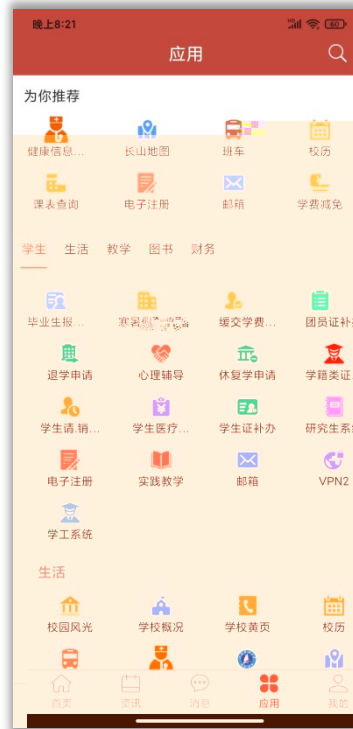 晚上8:21 60
应用
为你推荐
健康信息... 长山地图 班车 校历
课表查询 电子注册 邮箱 学费减免
学生 生活 教学 图书 财务
毕业生报... 缓交学费... 团员证补
退学申请 心理辅导 休复学申请 学籍类证
学生请.销... 学生医疗... 学生证补办 研究生系
电子注册 实践教学 邮箱 VPN2
学工系统
生活
校园风光 学校概况 学校黄页 校历
首页 资讯 消息 应用 我的